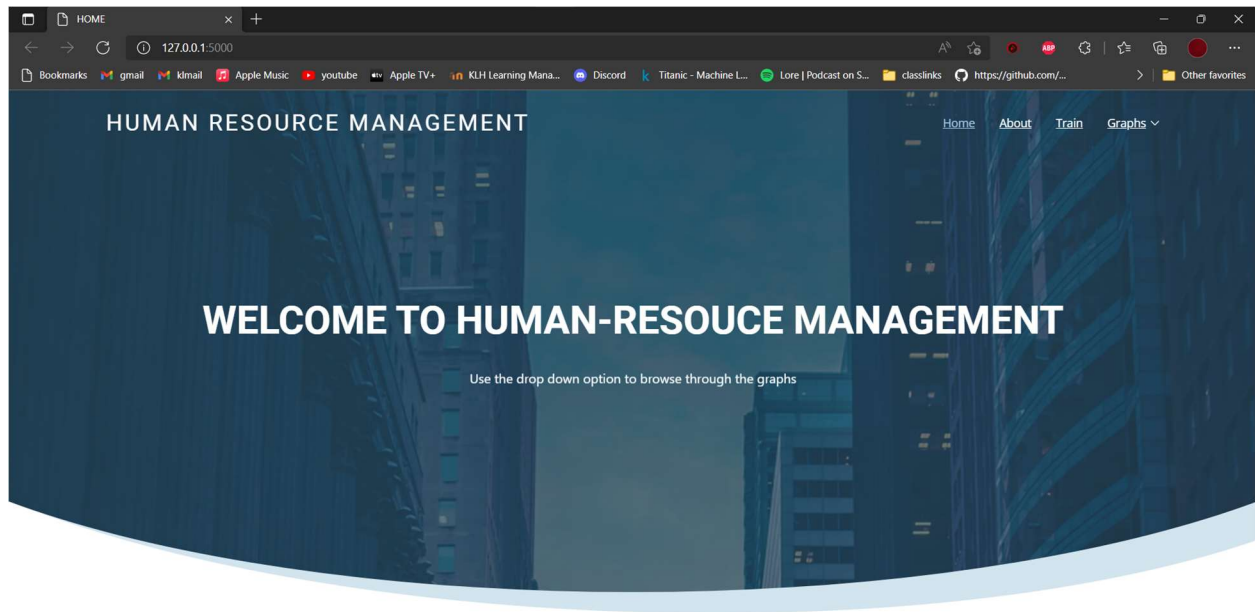 HOME
127.0.0.1:5000
Bookmarks gmail klmail Apple Music youtube Apple TV+ KLH Learning Mana... Discord Titanic - Machine L... Lore | Podcast on S... classlinks https://github.com/... Other favorites
HUMAN RESOURCE MANAGEMENT Home About Train Graphs
WELCOME TO HUMAN-RESOUCE MANAGEMENT
Use the drop down option to browse through the graphs